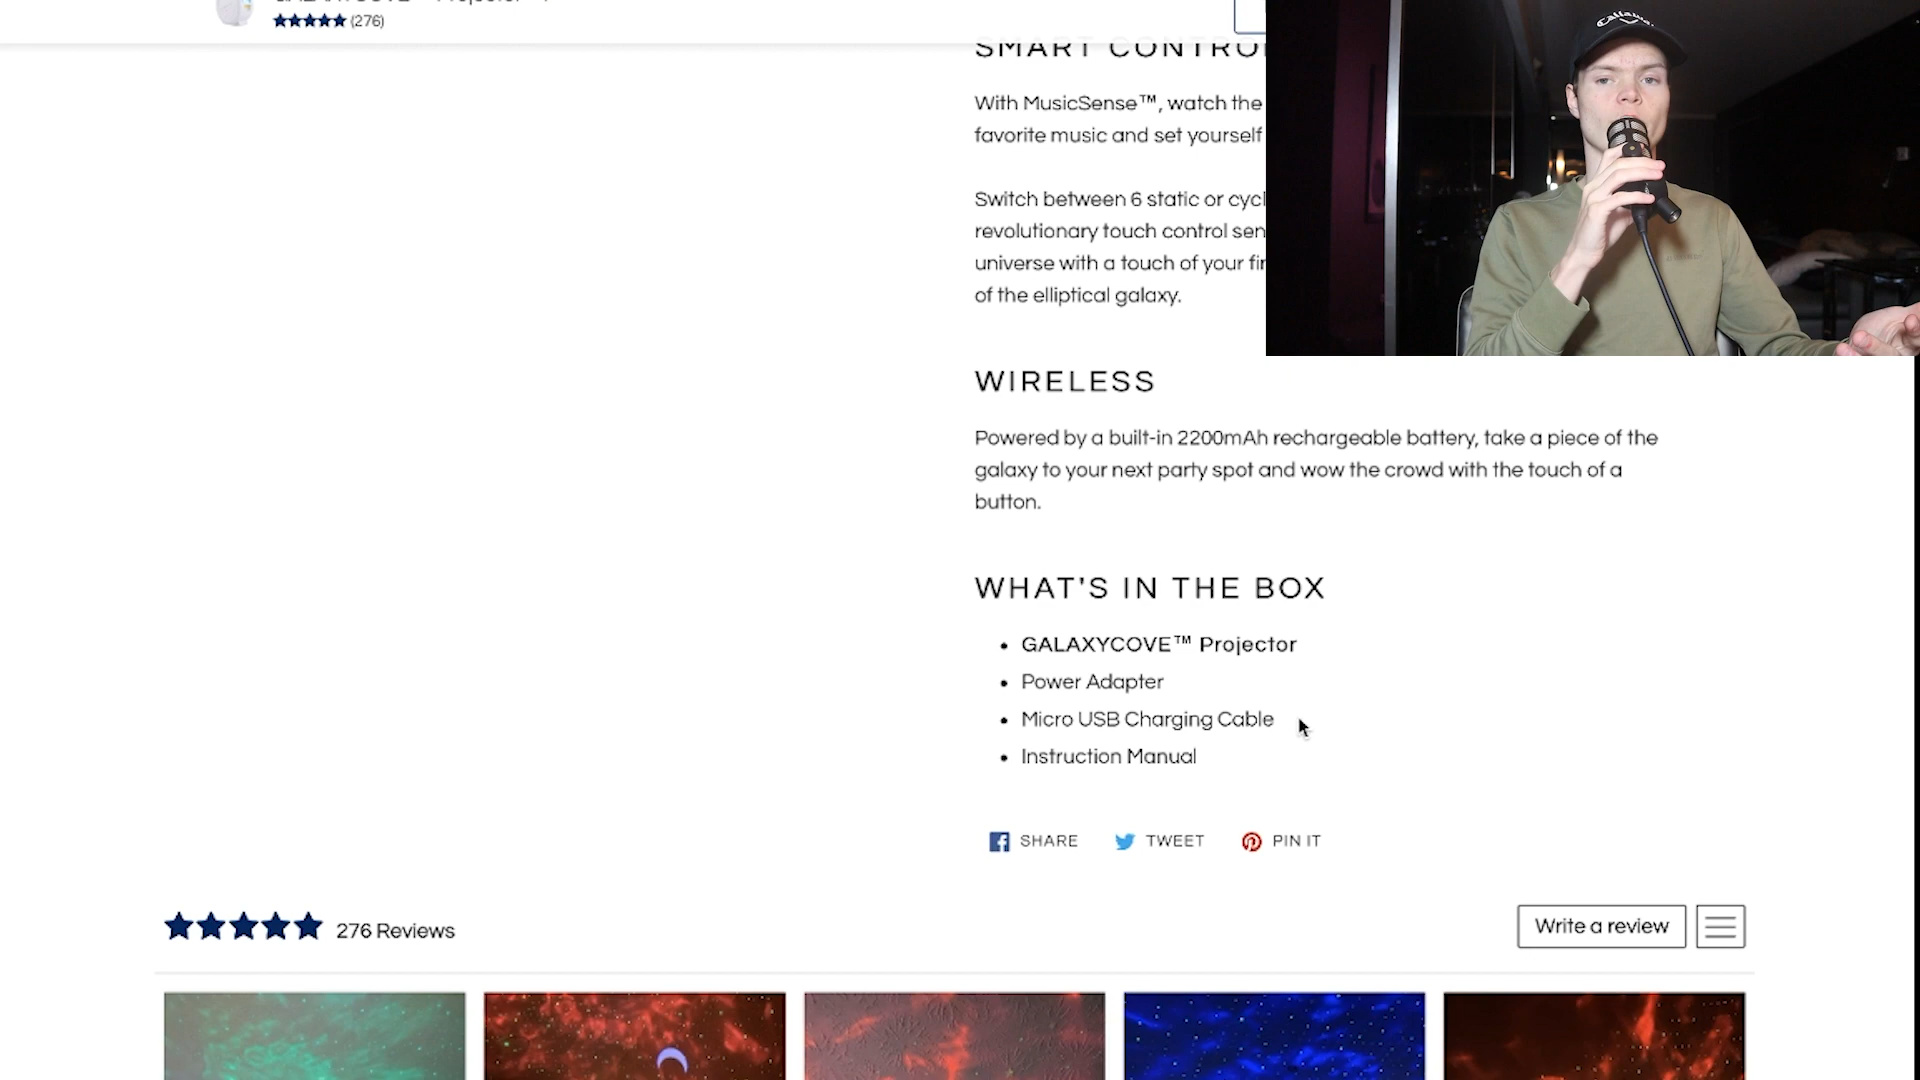 (276)
SMART CONTRO
With MusicSense™, watch the
favorite music and set yourself
Switch between 6 static or cycl
revolutionary touch control sen
universe with a touch of your
of the elliptical galaxy.
WIRELESS
Powered by a built-in 2200mAh rechargeable battery, take a piece of the
galaxy to your next party spot and wow the crowd with the touch of a
button.
WHAT'S IN THE BOX
• GALAXYCOVE™ Projector
• Power Adapter
• Micro USB Charging Cable
• Instruction Manual
SHARE TWEET PIN IT
276 Reviews
Write a review
Callaway